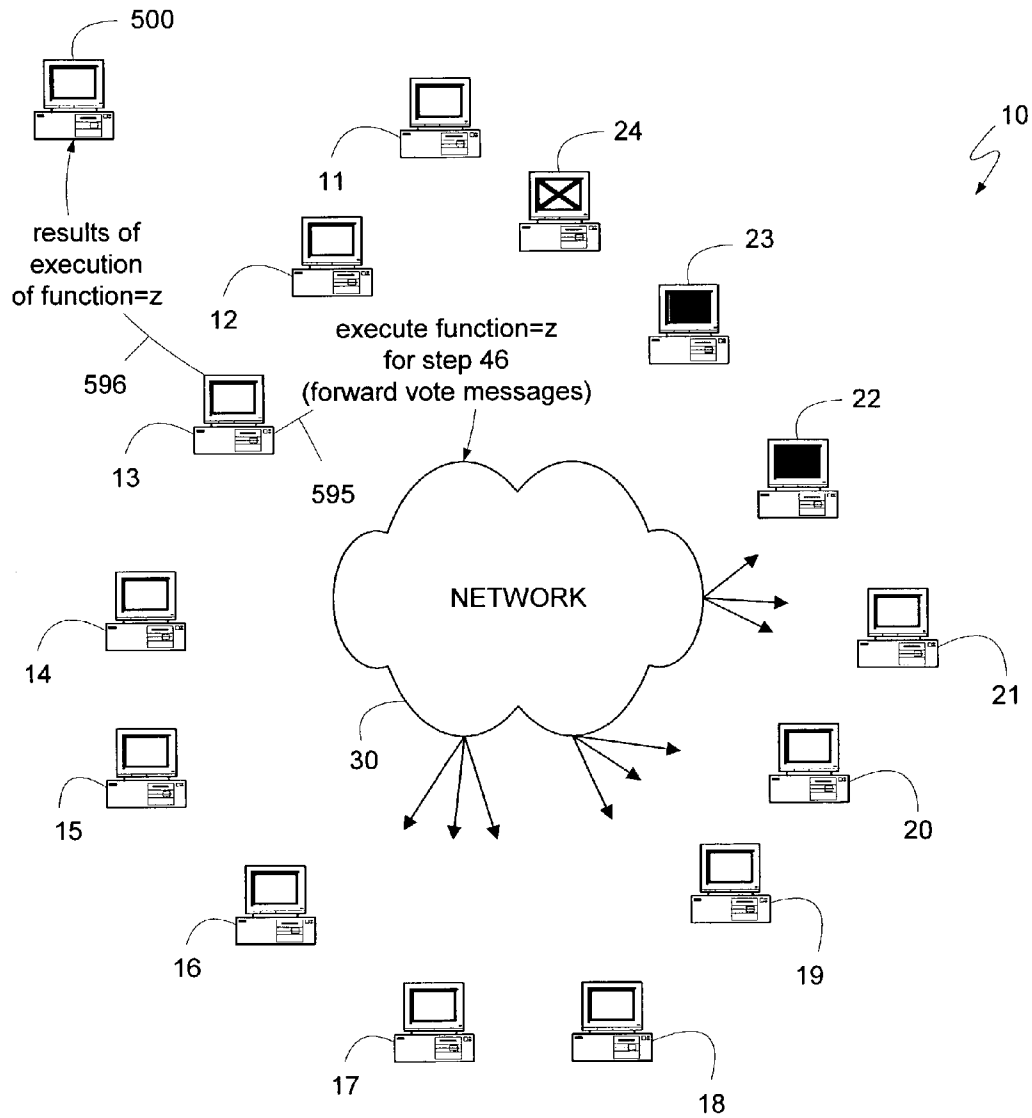 500
11
24
10
results of
execution
of function=z
12
23
execute function=z
for step 46
(forward vote messages)
596
13
595
22
NETWORK
14
21
30
15
20
16
19
17
18